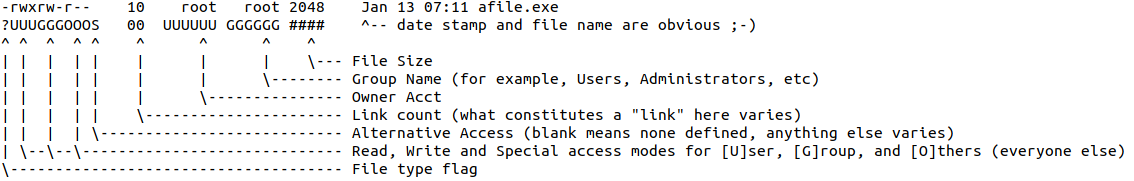 -rwxrw-r--    10    root   root 2048    Jan 13 07:11 afile.exe
?UUUGGGOOOS   00  UUUUUU GGGGGG ####    ^-- date stamp and file name are obvious ;-)
^ ^  ^  ^ ^    ^      ^      ^    ^
| |  |  | |    |      |      |    \--- File Size
| |  |  | |    |      |      \-------- Group Name (for example, Users, Administrators, etc)
| |  |  | |    |      \--------------- Owner Acct
| |  |  | |    \---------------------- Link count (what constitutes a "link" here varies)
| |  |  | \--------------------------- Alternative Access (blank means none defined, anything else varies)
| \--\--\----------------------------- Read, Write and Special access modes for [U]ser, [G]roup, and [O]thers (everyone else)
\------------------------------------- File type flag